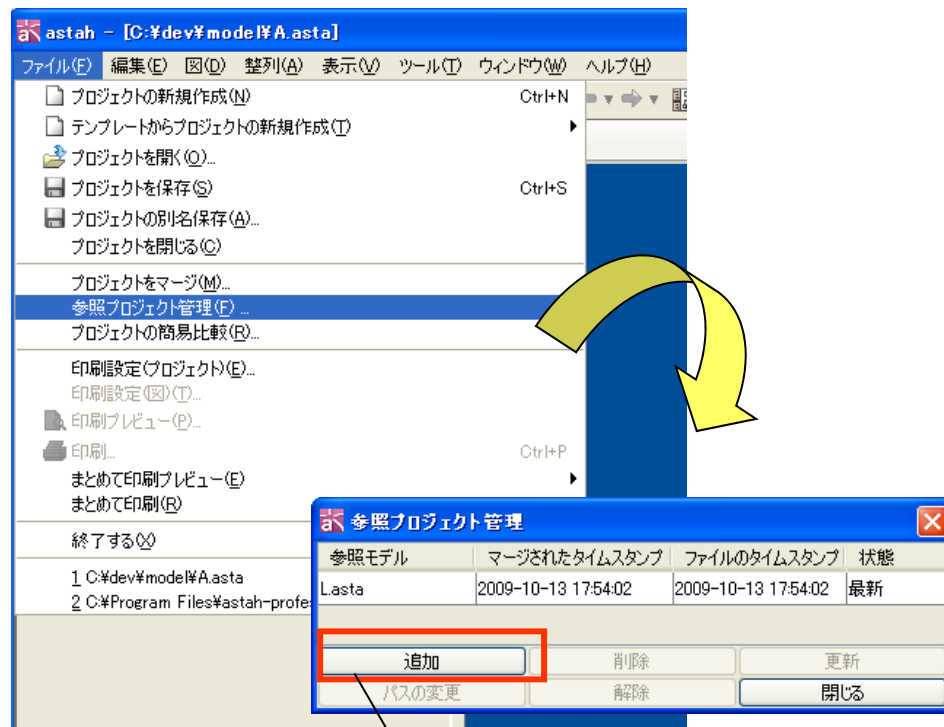 astah - [C:¥dev¥model¥A.asta]
ファイル(F) 編集(E) 図(D) 整列(A) 表示(V) ツール(T) ウィンドウ(W) ヘルプ(H)
プロジェクトの新規作成(N) Ctrl+N
テンプレートからプロジェクトの新規作成(T)
プロジェクトを開く(O)...
プロジェクトを保存(S) Ctrl+S
プロジェクトの別名保存(A)...
プロジェクトを閉じる(C)
プロジェクトをマージ(M)...
参照プロジェクト管理(F) ...
プロジェクトの簡易比較(R)...
印刷設定(プロジェクト)(E)...
印刷設定(図)(T)...
印刷プレビュー(P)...
印刷... Ctrl+P
まとめて印刷プレビュー(E)
まとめて印刷(R)
終了する(X)
1 C:¥dev¥model¥A.asta
2 C:¥Program Files¥astah-profe
参照プロジェクト管理
参照モデル マージされたタイムスタンプ ファイルのタイムスタンプ 状態
L.asta 2009-10-13 17:54:02 2009-10-13 17:54:02 最新
追加 削除 更新
パスの変更 解除 閉じる